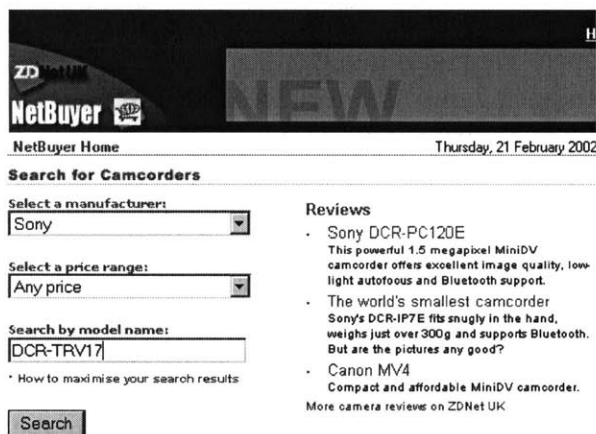 H
ZDNet UK
NEW
NetBuyer
NetBuyer Home
Thursday, 21 February 2002
Search for Camcorders
Select a manufacturer:
Sony
Select a price range:
Any price
Search by model name:
DCR-TRV17
* How to maximise your search results
Search
Reviews
- Sony DCR-PC120E
This powerful 1.5 megapixel MiniDV
camcorder offers excellent image quality, low-
light autofoous and Bluetooth support.
- The world's smallest camcorder
Sony's DCR-IP7E fits snugly in the hand,
weighs just over 300g and supports Bluetooth.
But are the pictures any good?
- Canon MV4
Compact and affordable MiniDV camcorder.
More camera reviews on ZDNet UK